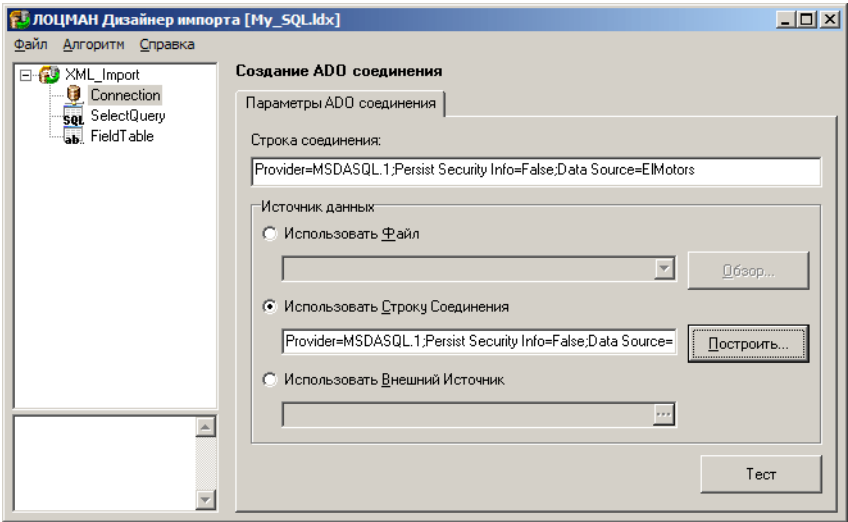 ЛОЦМАН Дизайнер импорта [My_SQL.ldx]
Файл Алгоритм Справка
XML_Import
Connection
SQL SelectQuery
ab.. FieldTable
Создание ADO соединения
Параметры ADO соединения
Строка соединения:
Provider=MSDASQL.1;Persist Security Info=False;Data Source=ElMotors
Источник данных
Использовать Файл
Обзор...
Использовать Строку Соединения
Provider=MSDASQL.1;Persist Security Info=False;Data Source=
Построить...
Использовать Внешний Источник
...
Тест